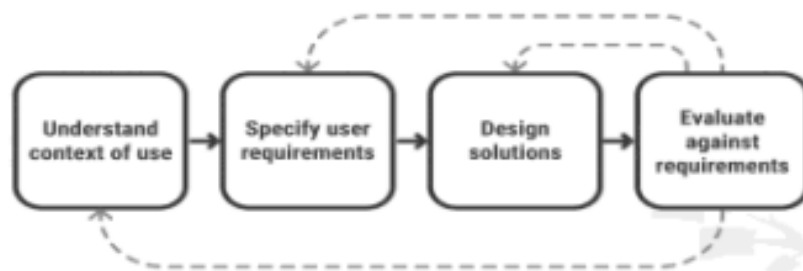 Understand
context of use
Specify user
requirements
Design
solutions
Evaluate
against
requirements